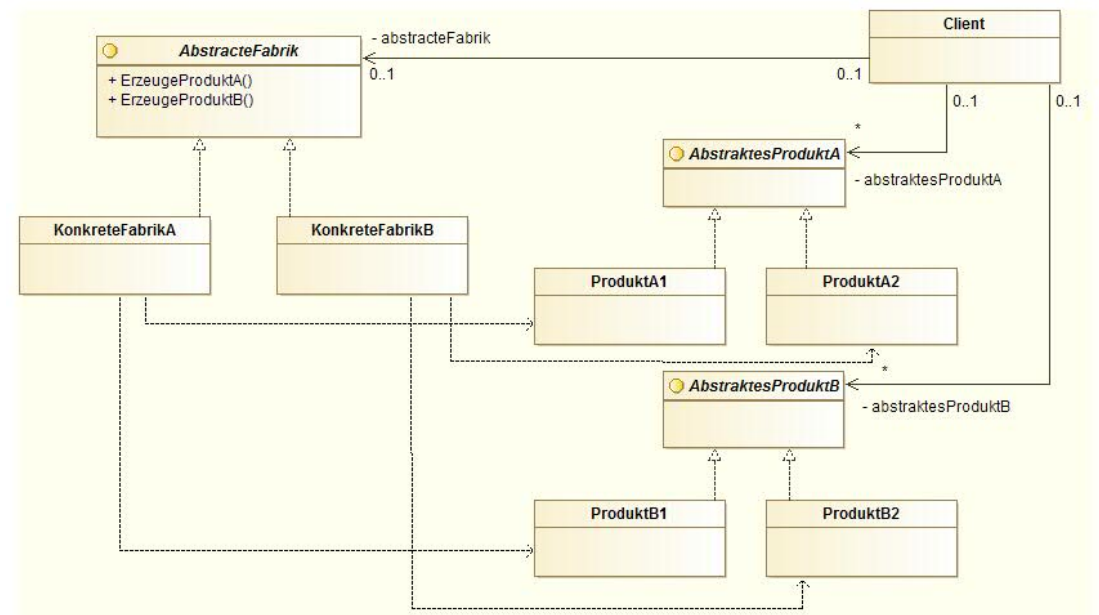 Client
- abstracteFabrik
AbstracteFabrik
0..1
0..1
+ ErzeugeProduktA()
+ ErzeugeProduktB()
0..1
0..1
*
AbstraktesProduktA
- abstraktesProduktA
KonkreteFabrikA
KonkreteFabrikB
ProduktA1
ProduktA2
*
AbstraktesProduktB
- abstraktesProduktB
ProduktB1
ProduktB2